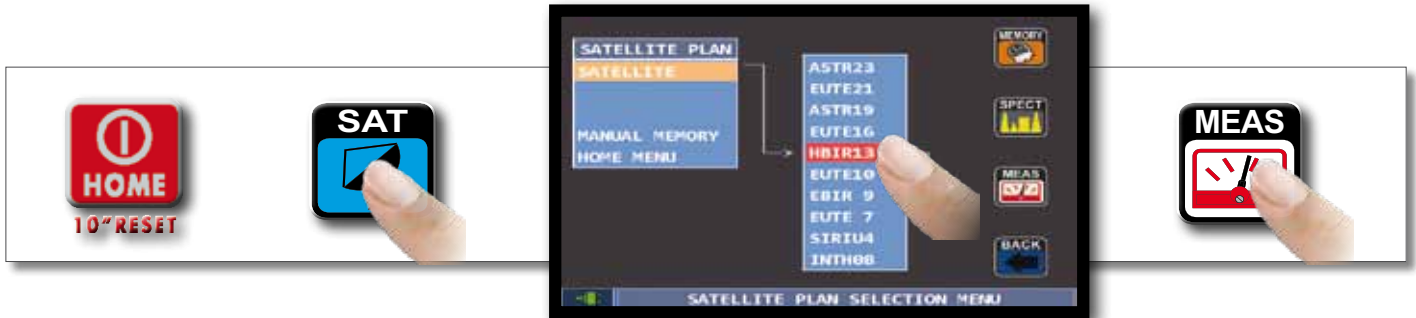 HOME
10"RESET
SAT
SATELLITE PLAN
SATELLITE
MANUAL MEMORY
HOME MENU
ASTR23
EUTE21
ASTR19
EUTE16
HBIR13
EUTE10
EBIR 9
EUTE 7
SIRIU4
INTH08
MEMORY
SPECT
MEAS
BACK
SATELLITE PLAN SELECTION MENU
MEAS